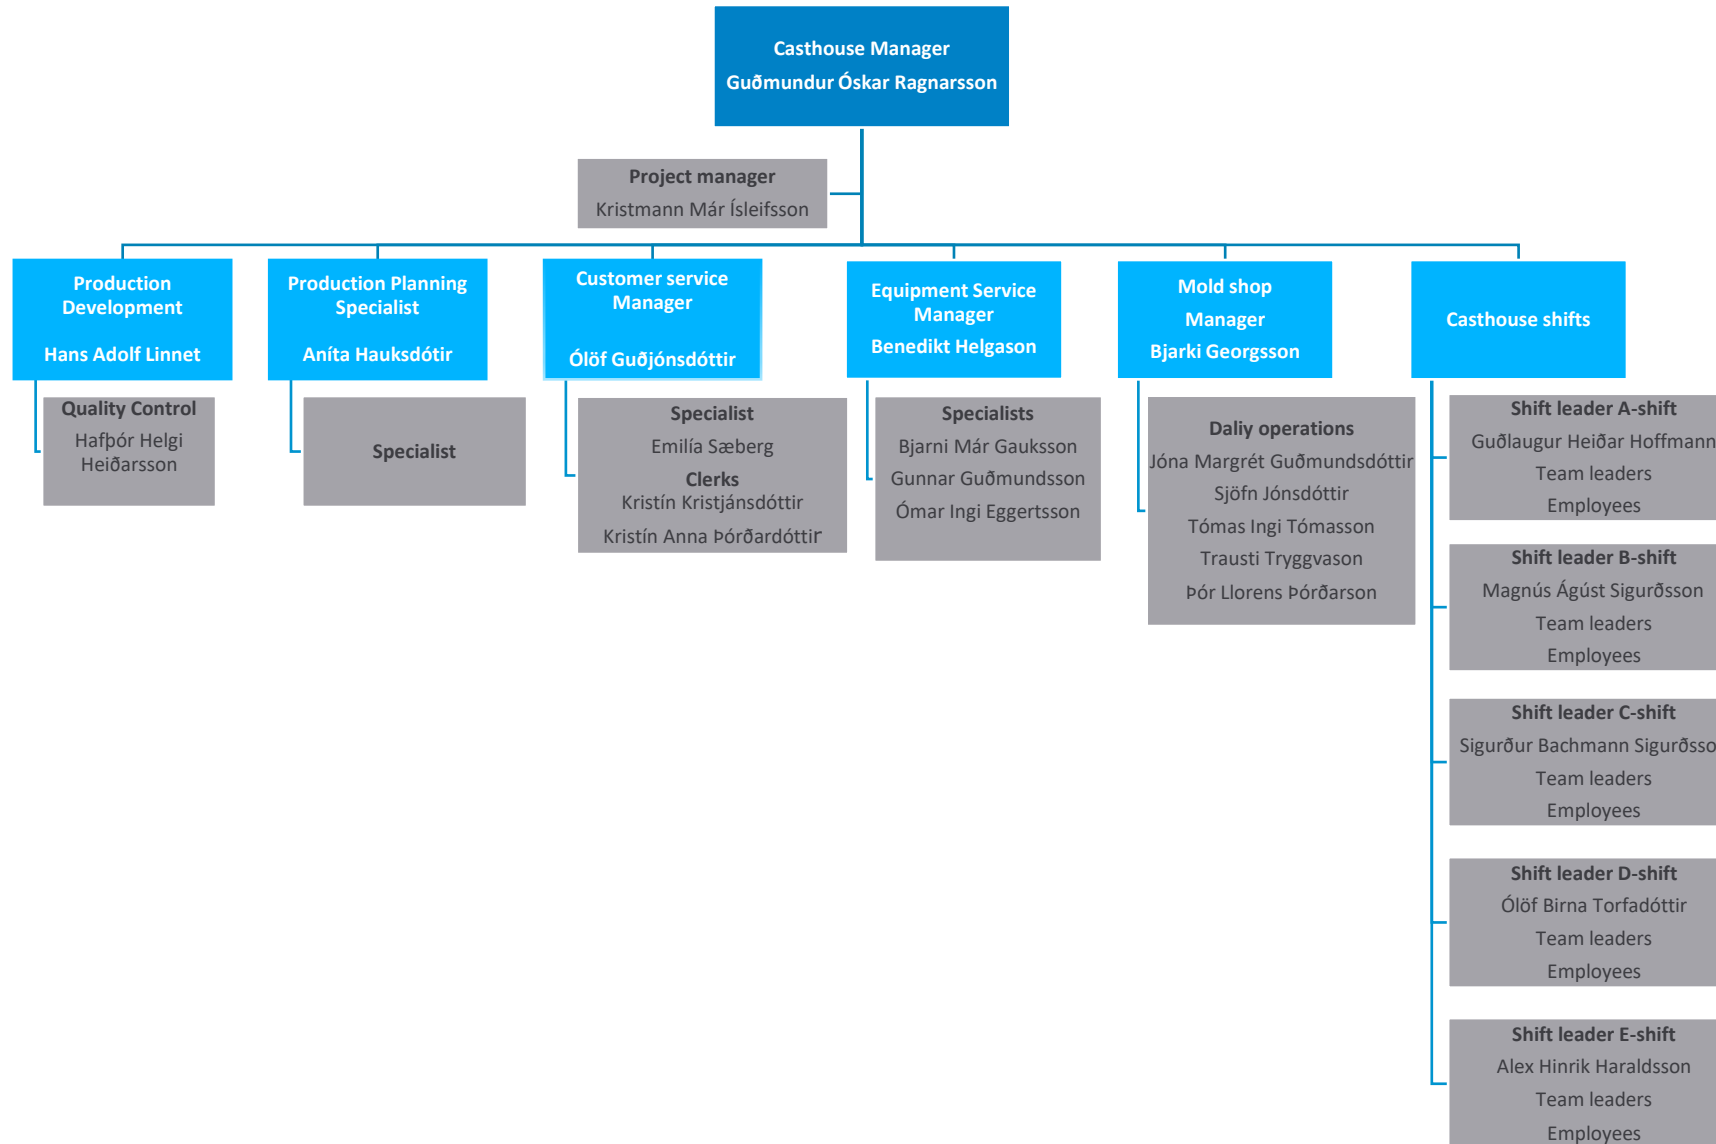 Casthouse Manager
Guðmundur Óskar Ragnarsson
Project manager
Kristmann Már Ísleifsson
Production
Development
Hans Adolf Linnet
Quality Control
Hafþór Helgi
Heiðarsson
Production Planning
Specialist
Aníta Hauksdótir
Specialist
Customer service
Manager
Ólöf Guðjónsdóttir
Specialist
Emilía Sæberg
Clerks
Kristín Kristjánsdóttir
Kristín Anna Þórðardóttir
Equipment Service
Manager
Benedikt Helgason
Specialists
Bjarni Már Gauksson
Gunnar Guðmundsson
Ómar Ingi Eggertsson
Mold shop
Manager
Bjarki Georgsson
Daliy operations
Jóna Margrét Guðmundsdóttir
Sjöfn Jónsdóttir
Tómas Ingi Tómasson
Trausti Tryggvason
Þór Llorens Þórðarson
Casthouse shifts
Shift leader A-shift
Guðlaugur Heiðar Hoffmann
Team leaders
Employees
Shift leader B-shift
Magnús Ágúst Sigurðsson
Team leaders
Employees
Shift leader C-shift
Sigurður Bachmann Sigurðsso
Team leaders
Employees
Shift leader D-shift
Ólöf Birna Torfadóttir
Team leaders
Employees
Shift leader E-shift
Alex Hinrik Haraldsson
Team leaders
Employees